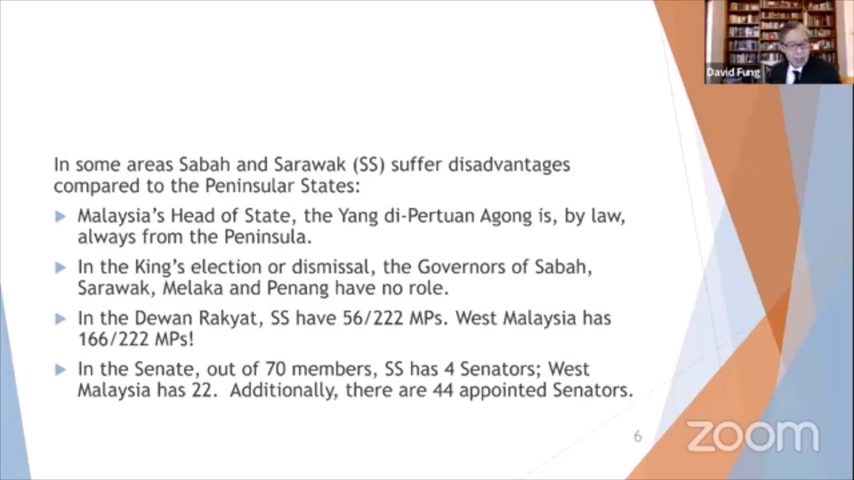 David Fung
In some areas Sabah and Sarawak (SS) suffer disadvantages
compared to the Peninsular States:
Malaysia's Head of State, the Yang di-Pertuan Agong is, by law,
always from the Peninsula.
In the King's election or dismissal, the Governors of Sabah,
Sarawak, Melaka and Penang have no role.
In the Dewan Rakyat, SS have 56/222 MPs. West Malaysia has
166/222 MPs!
In the Senate, out of 70 members, SS has 4 Senators; West
Malaysia has 22. Additionally, there are 44 appointed Senators.
6
zoom